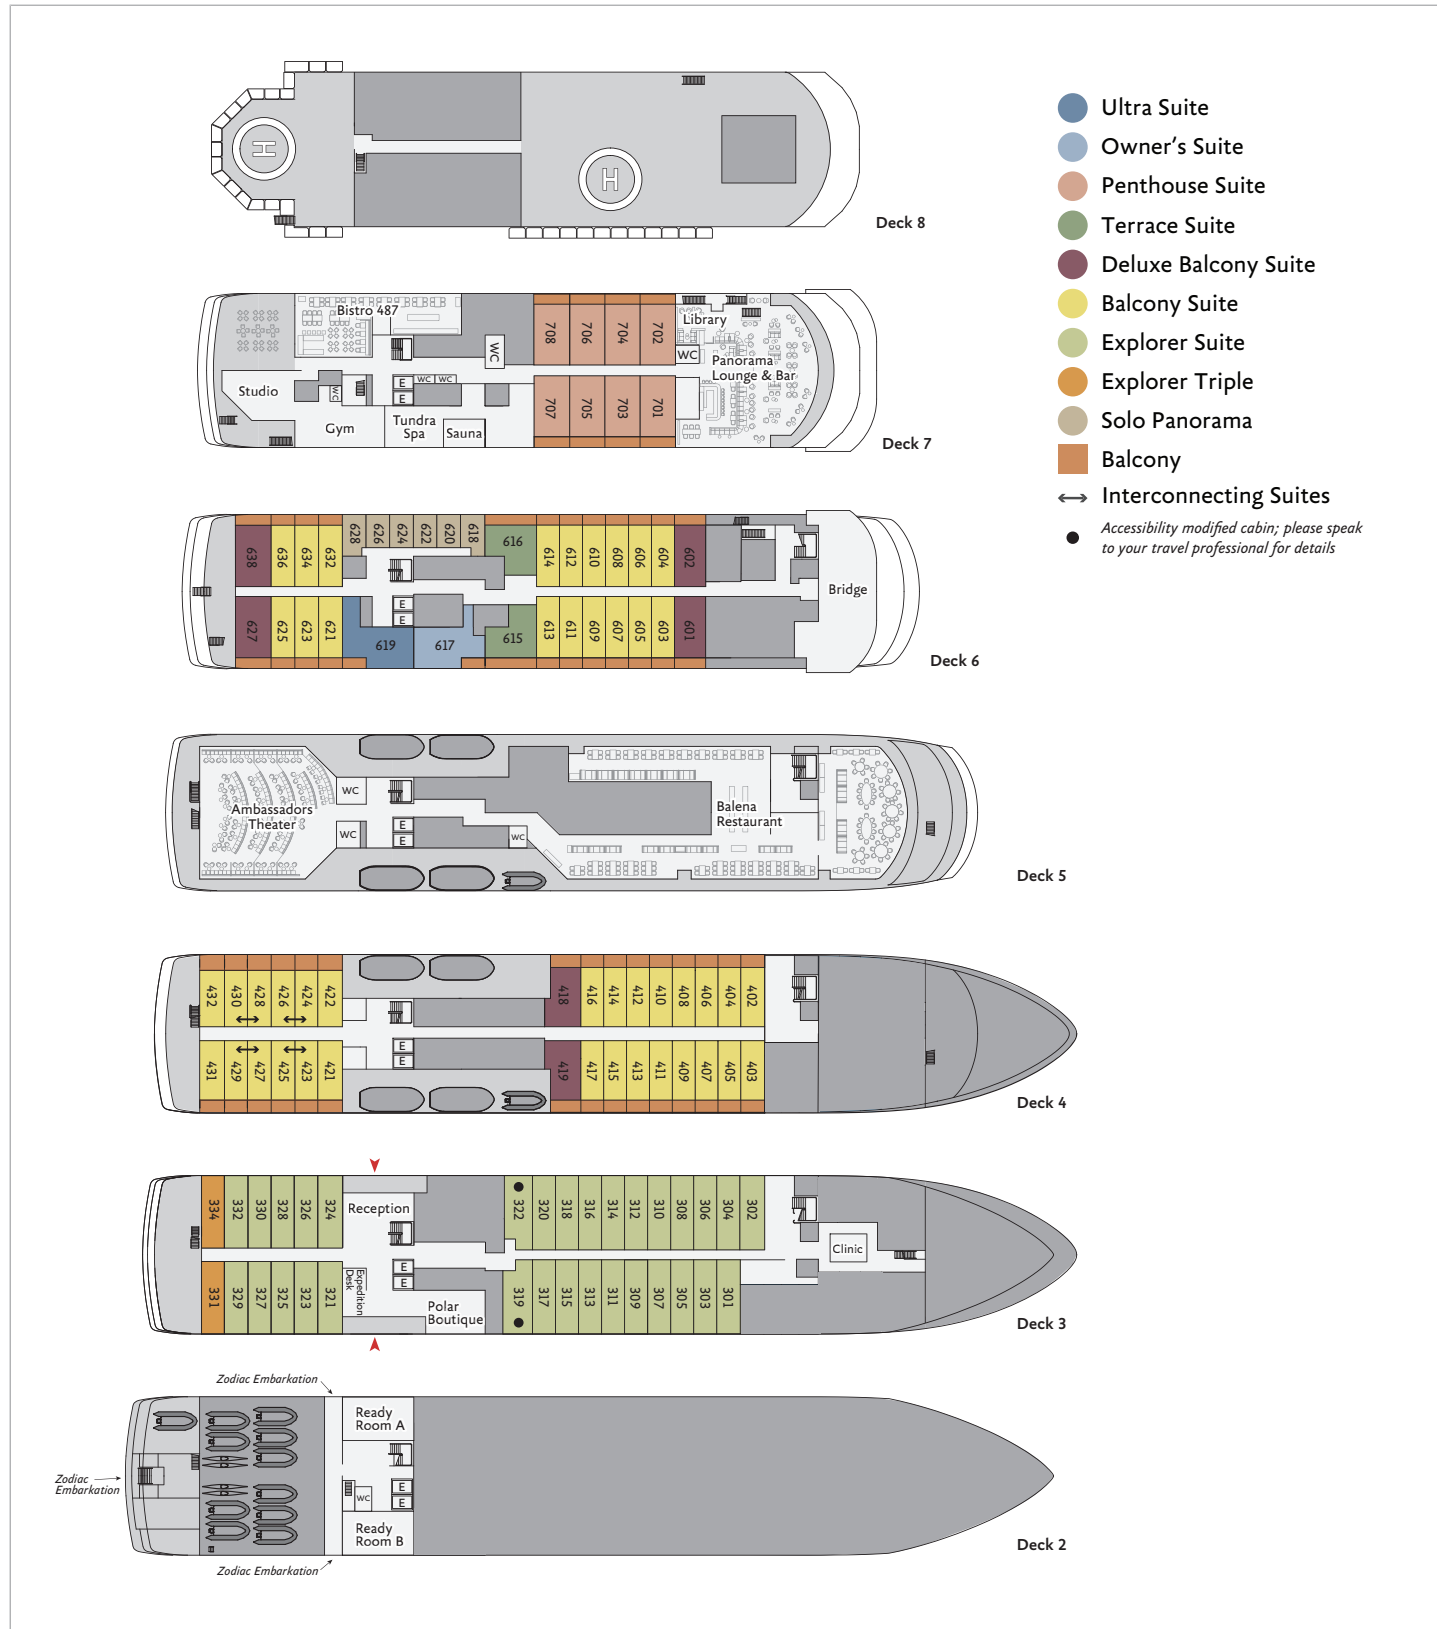 H
H
Deck 8
Ultra Suite
Owner's Suite
Penthouse Suite
Terrace Suite
Deluxe Balcony Suite
Balcony Suite
Explorer Suite
Explorer Triple
Solo Panorama
Balcony
Interconnecting Suites
Accessibility modified cabin; please speak
to your travel professional for details
Bistro 487
Library
WC
708 706 704 702
WC
Panorama
Lounge & Bar
Studio
WC
E
E
WC WC
Gym
Tundra
Spa
Sauna
707 705 703 701
Deck 7
638 636 634 632 628 626 624 622 620 618 616 614 612 610 608 606 604 602
E
E
Bridge
627 625 623 621 619 617 615 613 611 609 607 605 603 601
Deck 6
WC
Ambassadors
Theater
WC
E
E
WC
Balena
Restaurant
Deck 5
432 430 428 426 424 422 418 416 414 412 410 408 406 404 402
E
E
431 429 427 425 423 421 419 417 415 413 411 409 407 405 403
Deck 4
334 332 330 328 326 324
Reception
322 320 318 316 314 312 310 308 306 304 302
Clinic
E
E
331 329 327 325 323 321
Expedition
Desk
Polar
Boutique
319 317 315 313 311 309 307 305 303 301
Deck 3
Zodiac Embarkation
Ready
Room A
Zodiac
Embarkation
E
E
WC
Ready
Room B
Deck 2
Zodiac Embarkation